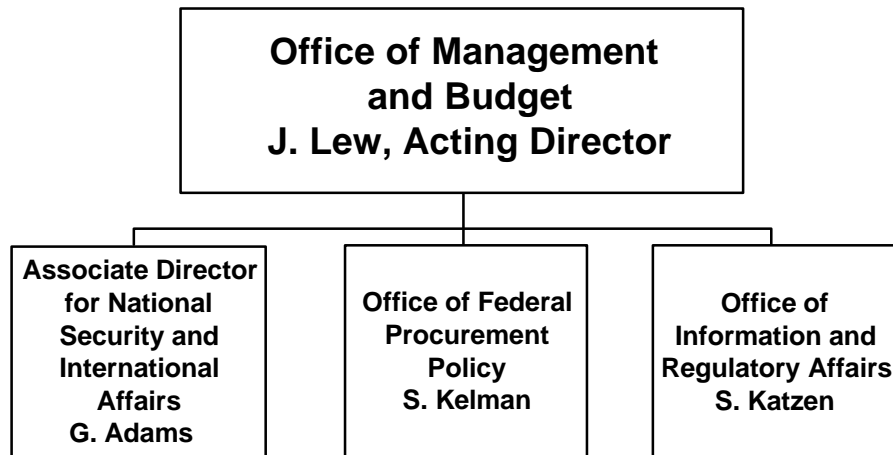 Office of Management
and Budget
J. Lew, Acting Director
Associate Director
for National
Security and
International
Affairs
G. Adams
Office of Federal
Procurement
Policy
S. Kelman
Office of
Information and
Regulatory Affairs
S. Katzen